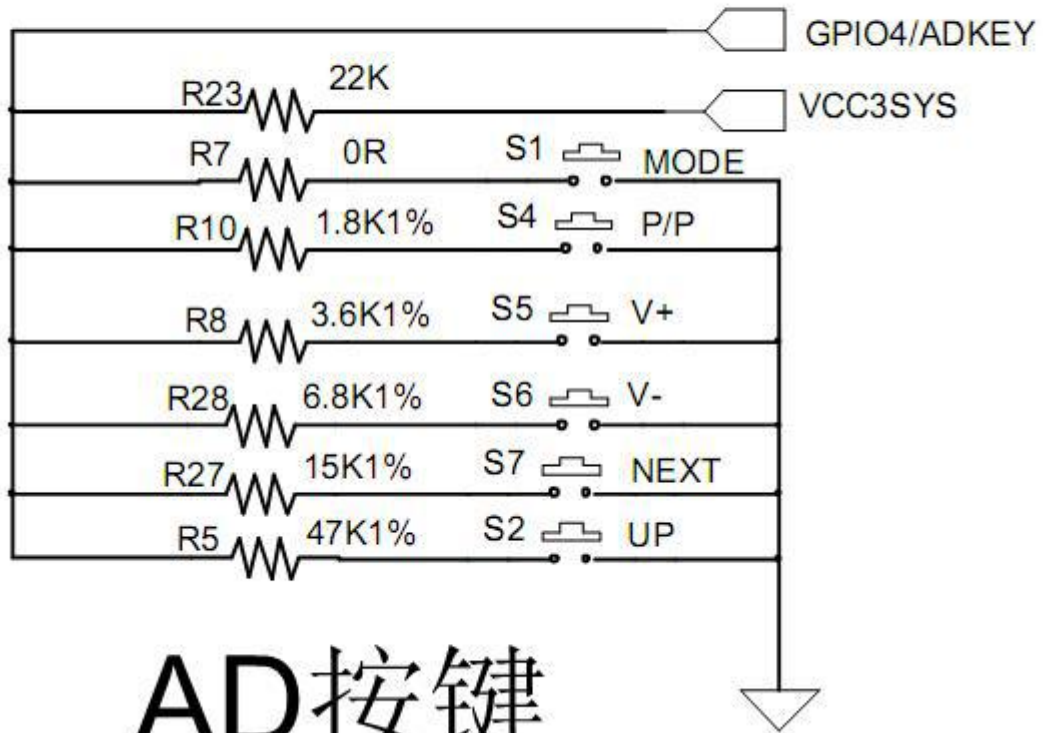 GPIO4/ADKEY
R23 22K VCC3SYS
R7 0R S1 MODE
R10 1.8K1% S4 P/P
R8 3.6K1% S5 V+
R28 6.8K1% S6 V-
R27 15K1% S7 NEXT
R5 47K1% S2 UP
AD按键